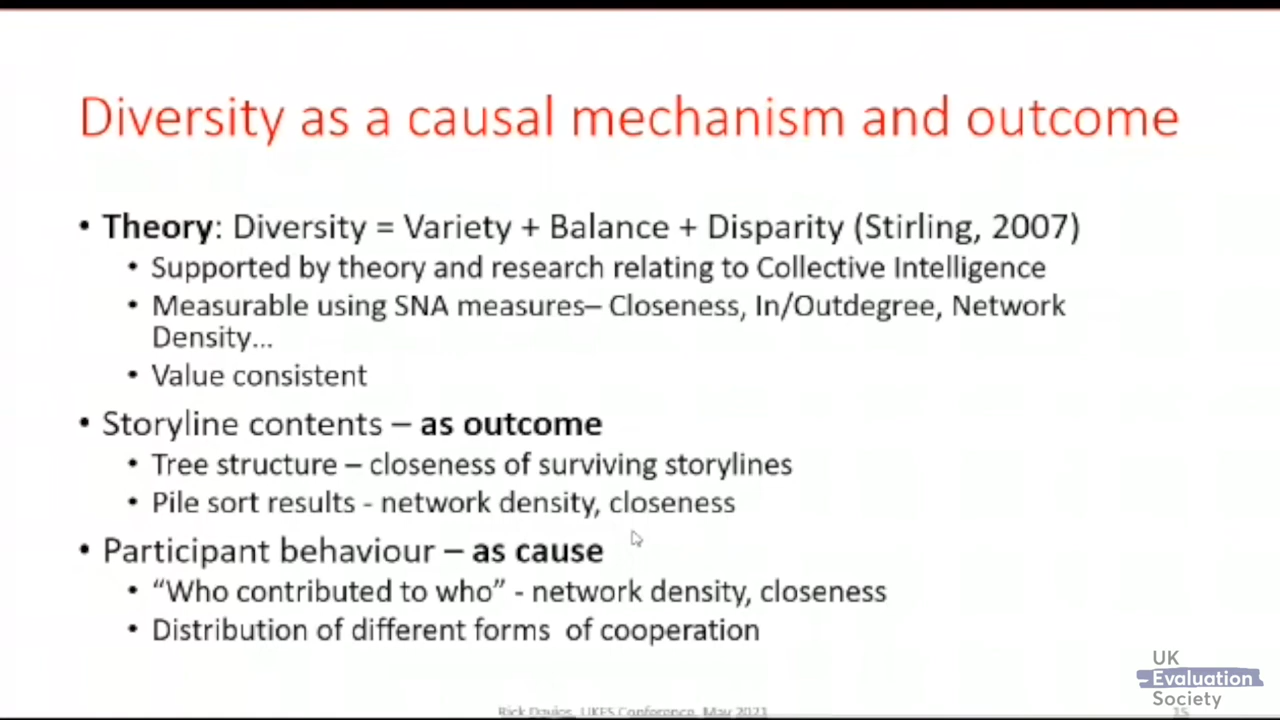 Diversity as a causal mechanism and outcome
• Theory: Diversity = Variety + Balance + Disparity (Stirling, 2007)
• Supported by theory and research relating to Collective Intelligence
• Measurable using SNA measures– Closeness, In/Outdegree, Network
Density...
• Value consistent
• Storyline contents – as outcome
• Tree structure – closeness of surviving storylines
• Pile sort results - network density, closeness
• Participant behaviour – as cause
• “Who contributed to who” - network density, closeness
• Distribution of different forms of cooperation
UK
Evaluation
Society
Rick Davies, UKES Conference, May 2021
15